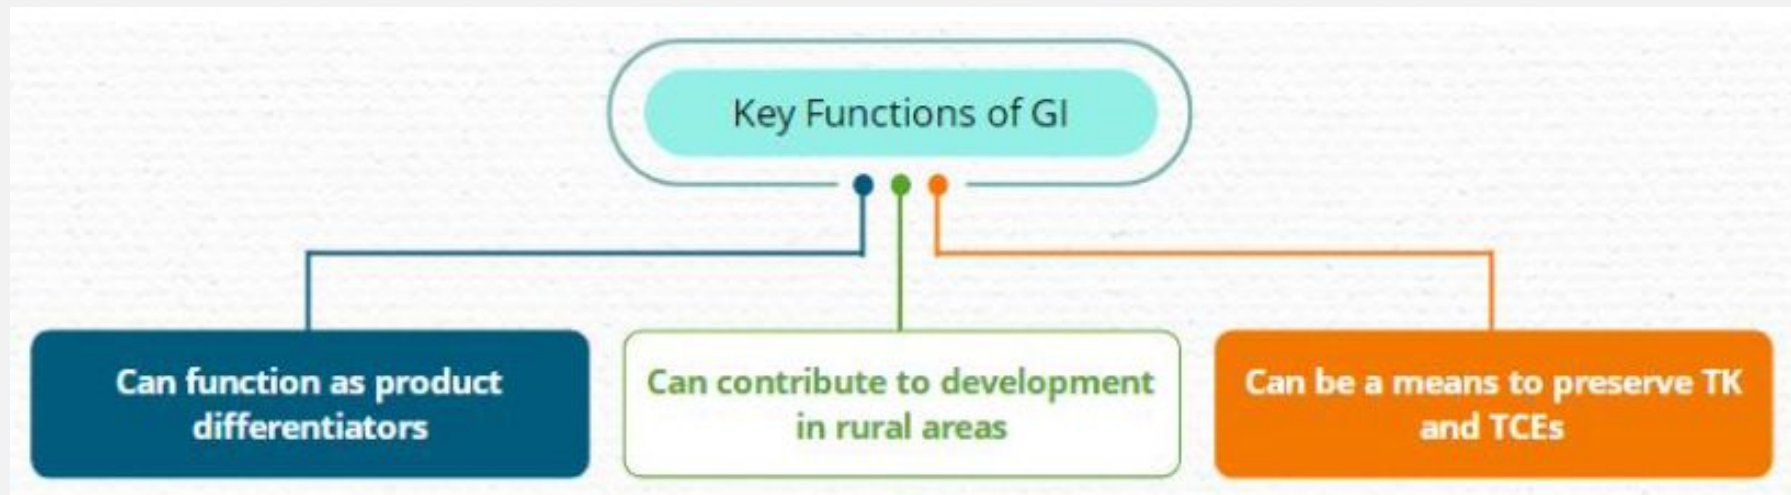 Key Functions of GI
Can function as product
differentiators
Can contribute to development
in rural areas
Can be a means to preserve TK
and TCEs